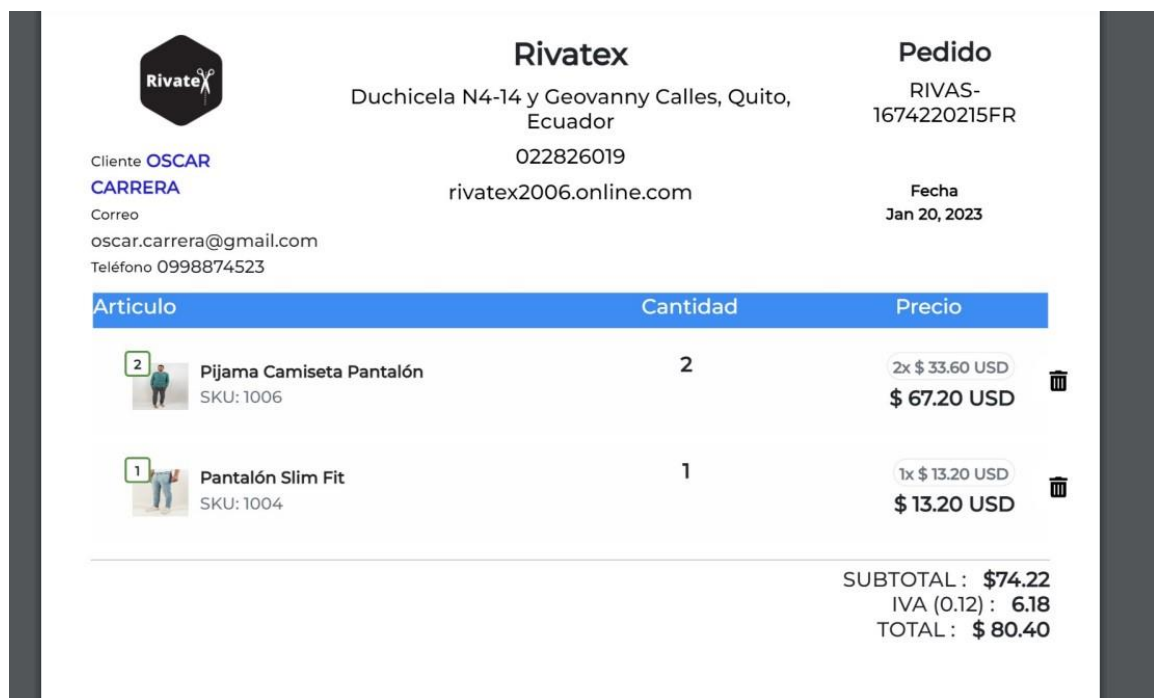 Rivatex
Rivatex
Duchicela N4-14 y Geovanny Calles, Quito,
Ecuador
022826019
rivatex2006.online.com
Pedido
RIVAS-
1674220215FR
Fecha
Jan 20, 2023
Cliente OSCAR
CARRERA
Correo
oscar.carrera@gmail.com
Teléfono 0998874523
Articulo Cantidad Precio
2
Pijama Camiseta Pantalón
SKU: 1006
2
2x $ 33.60 USD
$ 67.20 USD
1
Pantalón Slim Fit
SKU: 1004
1
1x $ 13.20 USD
$ 13.20 USD
SUBTOTAL : $74.22
IVA (0.12) : 6.18
TOTAL : $ 80.40